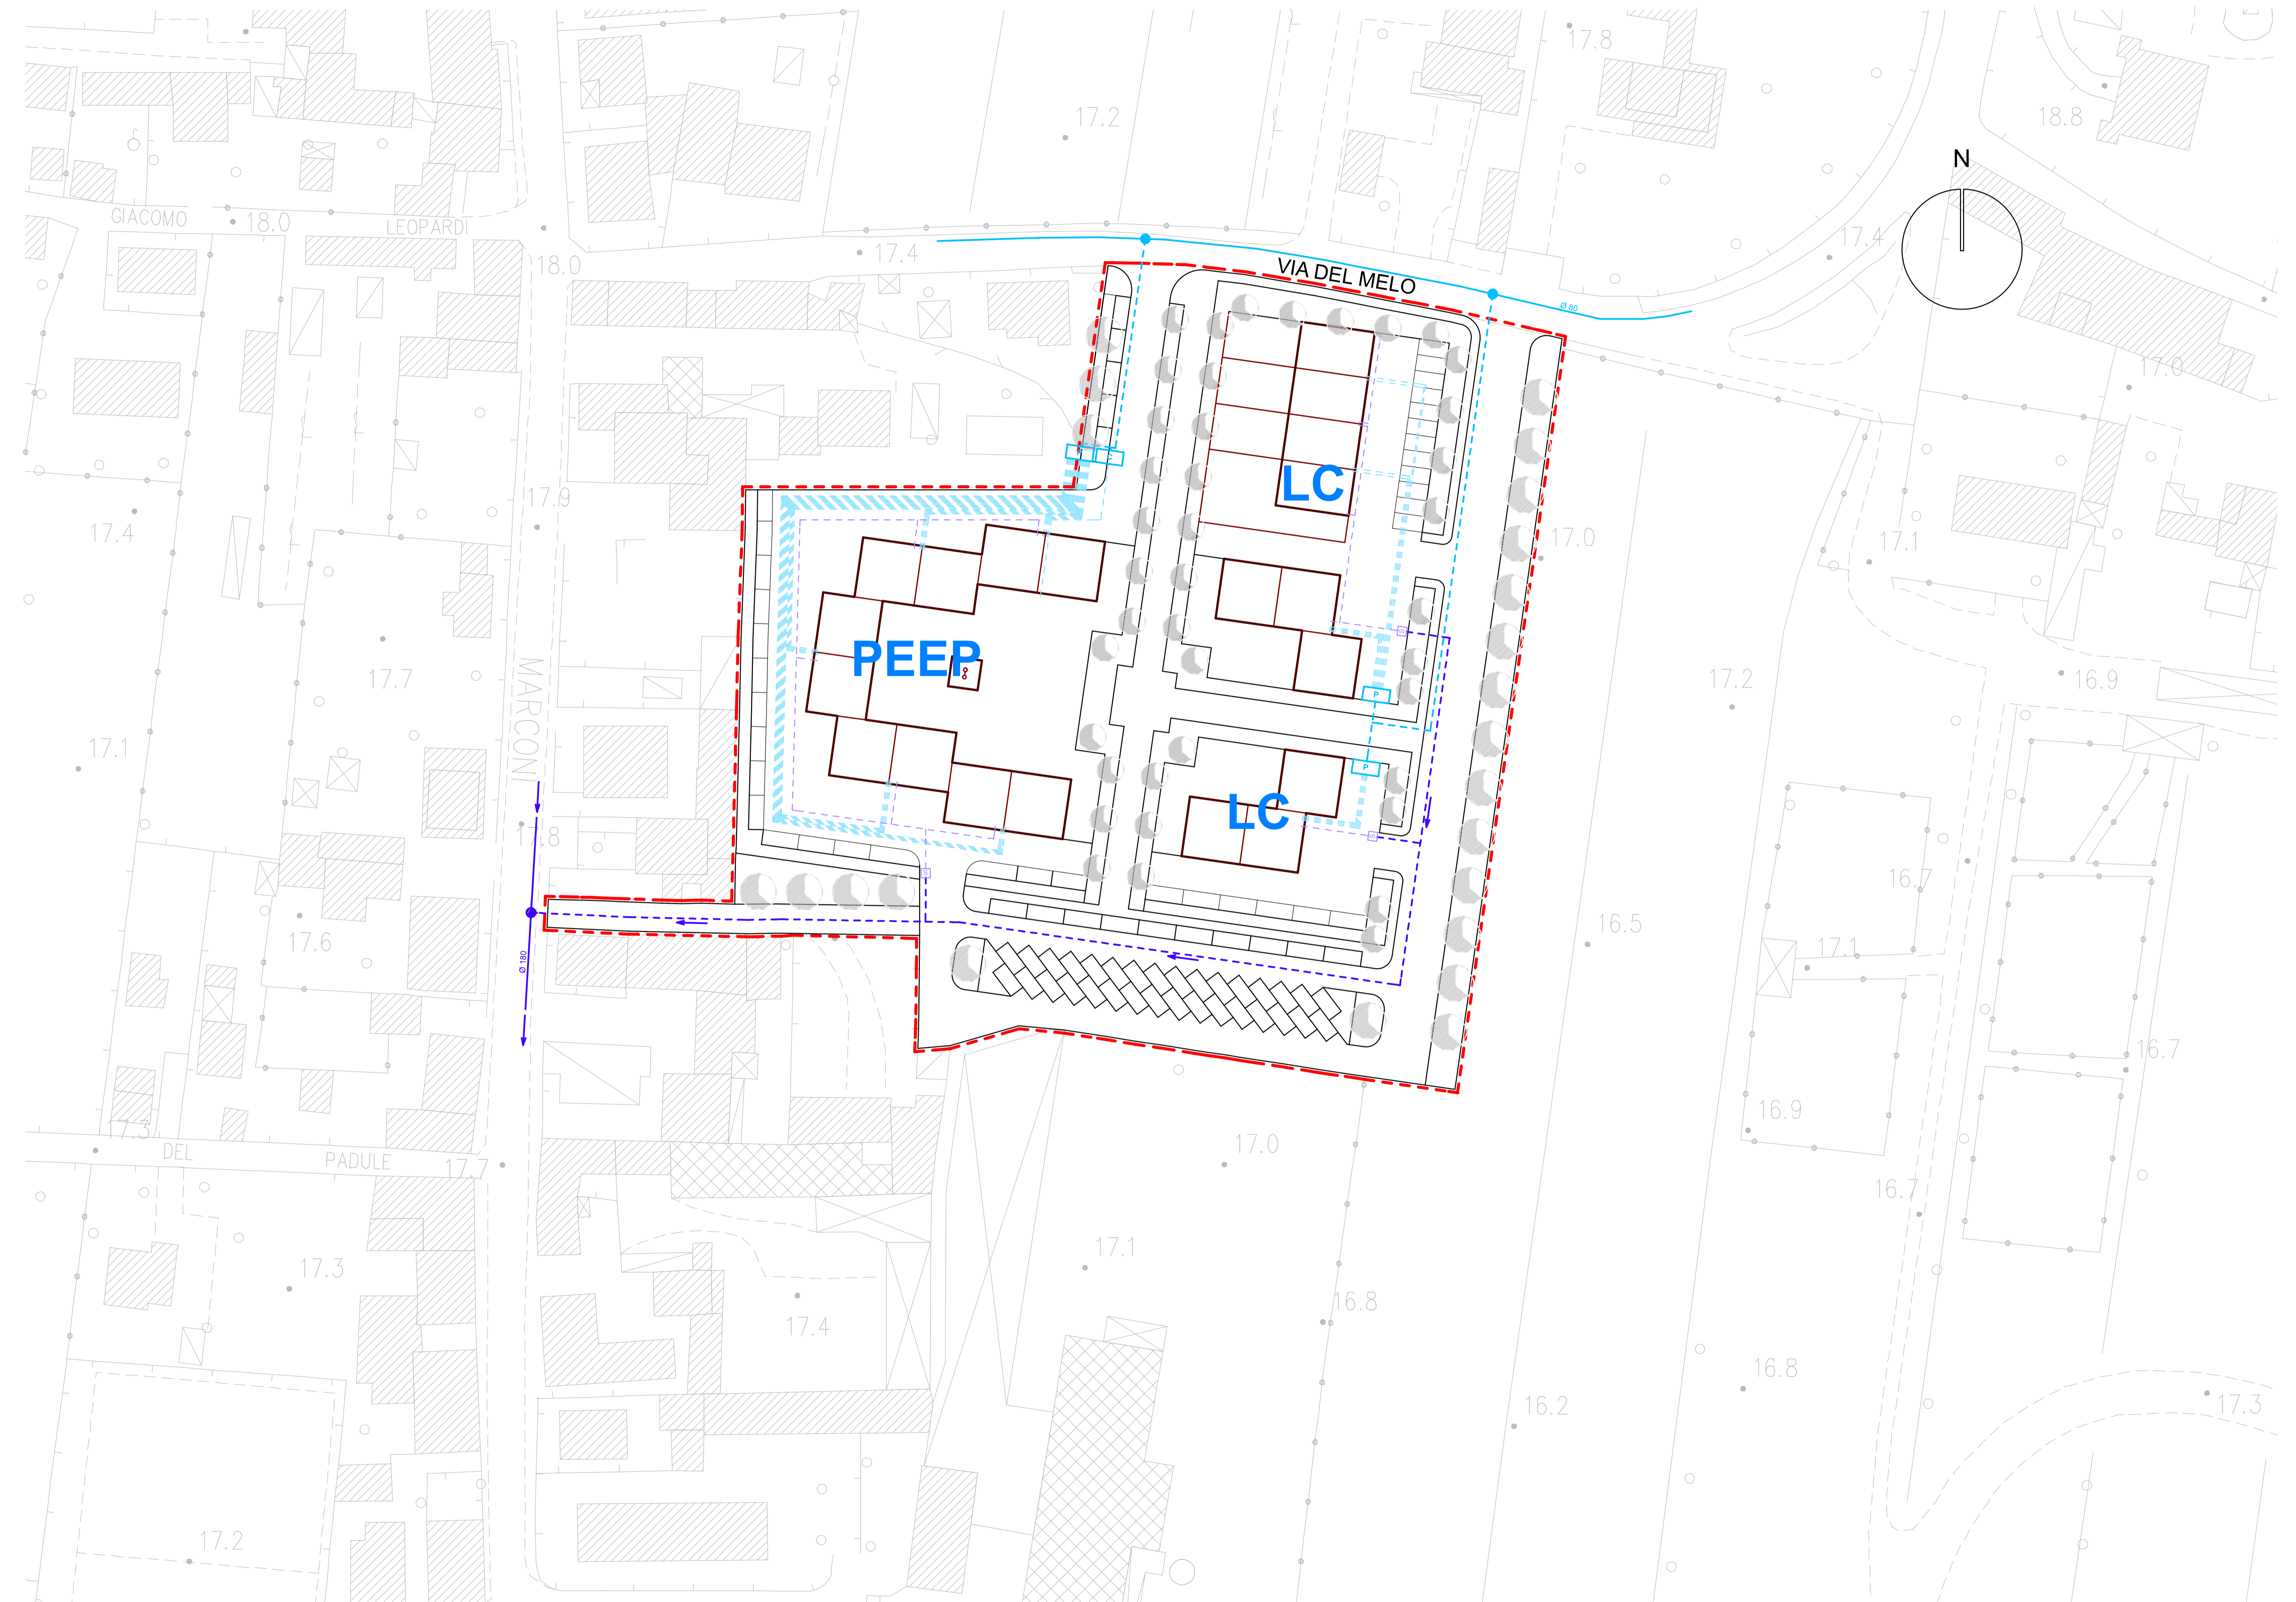 17.8
17.2
18.8
N
GIACOMO
18.0
LEOPARDI
17.4
17.4
18.0
VIA DEL MELO
Ø 80
17.0
LC
17.9
17.4
17.0
17.1
S
PEEP
17.7
MARCONI
17.2
16.9
P
17.1
P
LC
17.8
S
16.7
S
16.5
17.6
17.1
Ø 180
16.7
16.9
17.3
DEL
PADULE
17.7
17.0
16.7
17.1
17.3
16.8
17.4
16.8
17.3
16.2
17.2